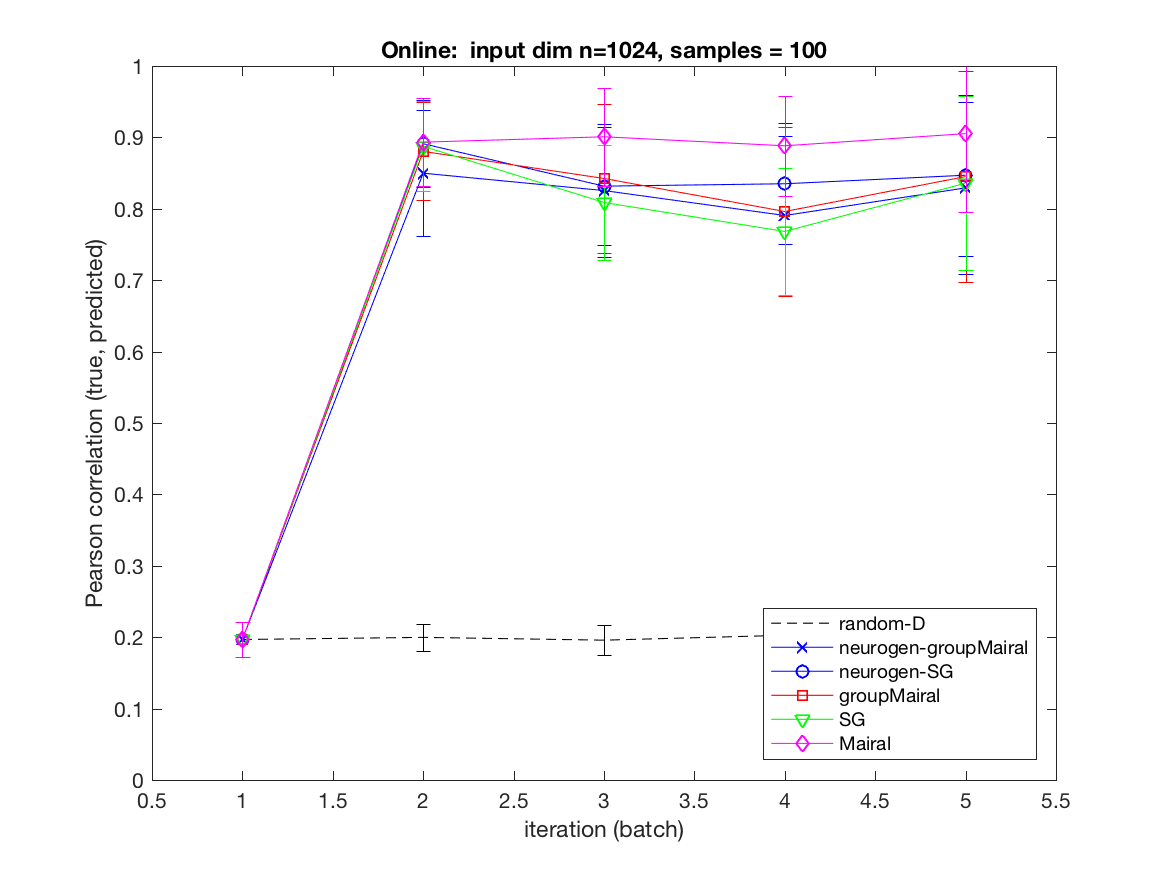 Online:  input dim n=1024, samples = 100
Pearson correlation (true, predicted)
1
0.9
0.8
0.7
0.6
0.5
0.4
0.3
0.2
0.1
0
random-D
neurogen-groupMairal
neurogen-SG
groupMairal
SG
Mairal
0.5 1 1.5 2 2.5 3 3.5 4 4.5 5 5.5
iteration (batch)